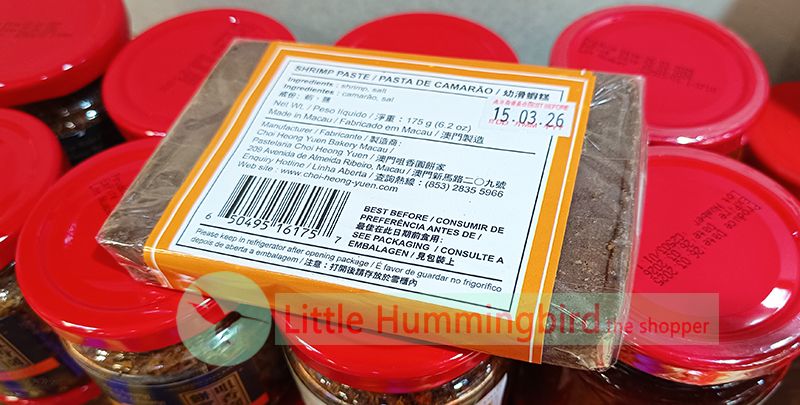 SHRIMP PASTE / PASTA DE CAMARÃO / 幼滑蝦糕
Ingredients : shrimp, salt
Ingredientes : camarão, sal
成份：蝦、鹽
Net Wt. / Peso líquido / 淨重：175 g (6.2 oz)
Made in Macau / Fabricado em Macau / 澳門製造
Manufacturer / Fabricante / 製造商：
Choi Heong Yuen Bakery Macau /
Pastelaria Choi Heong Yuen / 澳門咀香園餅家
209 Avenida de Almeida Ribeiro, Macau / 澳門新馬路二〇九號
Enquiry Hotline / Linha Aberta / 查詢熱線：(853) 2835 5966
Web site : www.choi-heong-yuen.com
15.03.26
6 50495 16175 7
BEST BEFORE / CONSUMIR DE
PREFERÊNCIA ANTES DE /
最佳在此日期前食用：
SEE PACKAGING / CONSULTE A
EMBALAGEN / 見包裝上
Please keep in refrigerator after opening package / É favor de guardar no frigorífico
depois de aberta a embalagem / 注意：打開後請存放於雪櫃內
Little Hummingbird the shopper